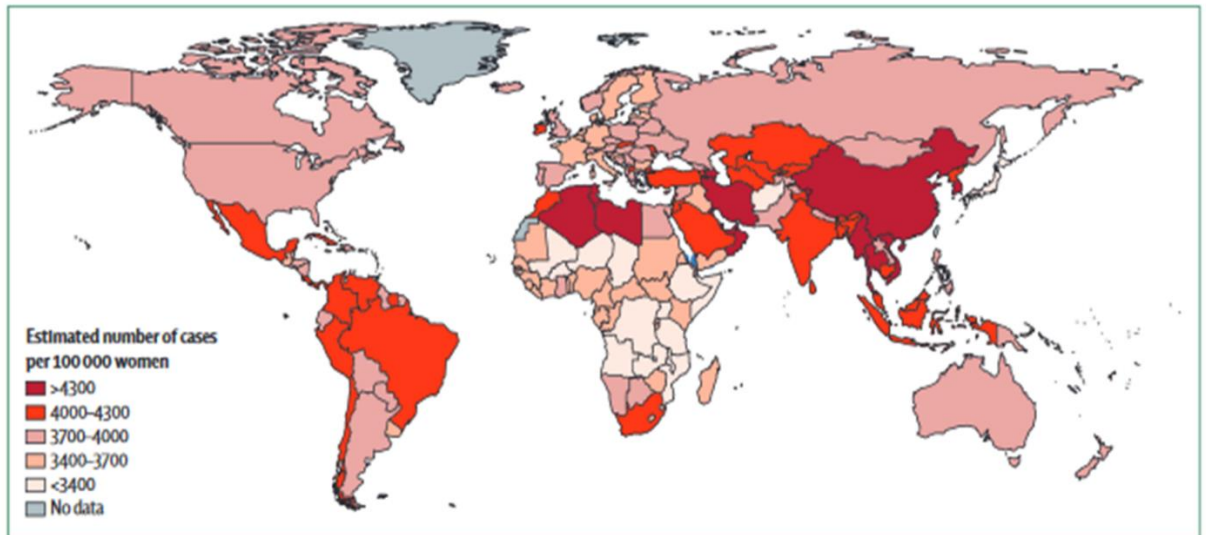 Estimated number of cases
per 100 000 women
>4300
4000–4300
3700–4000
3400–3700
<3400
No data